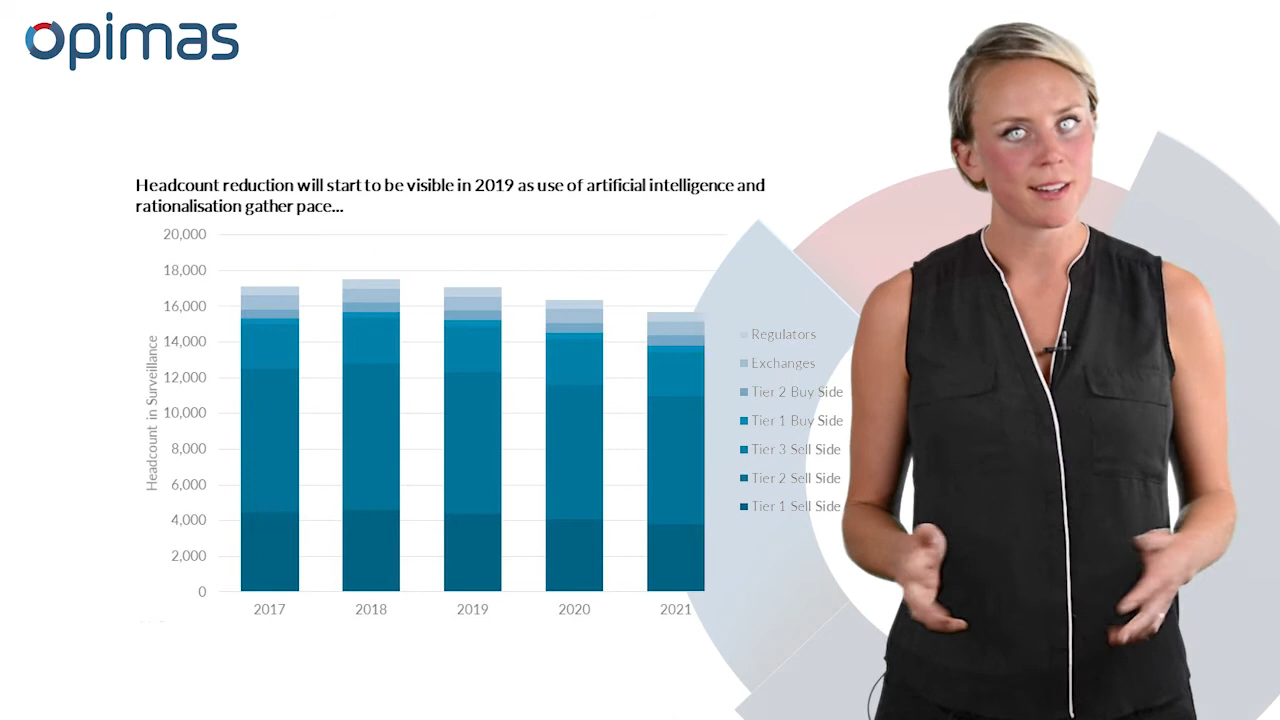 opimas
Headcount reduction will start to be visible in 2019 as use of artificial intelligence and
rationalisation gather pace...
20,000
18,000
16,000
14,000
12,000
10,000
8,000
6,000
4,000
2,000
0
Headcount in Surveillance
2017
2018
2019
2020
2021
Regulators
Exchanges
Tier 2 Buy Side
Tier 1 Buy Side
Tier 3 Sell Side
Tier 2 Sell Side
Tier 1 Sell Side